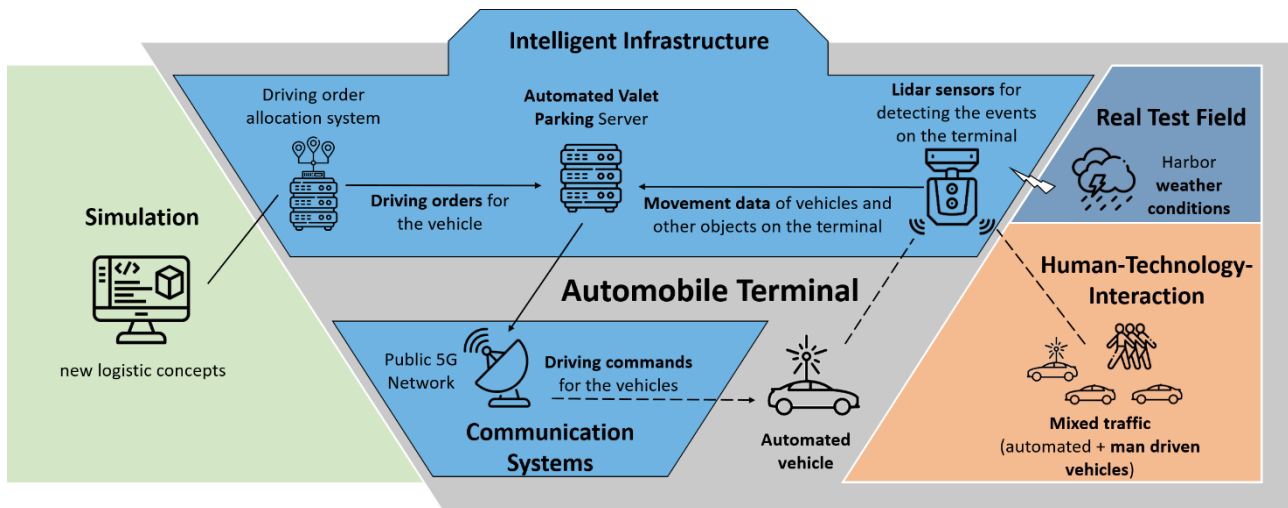 Intelligent Infrastructure
Driving order
allocation system
Automated Valet
Parking Server
Lidar sensors for
detecting the events
on the terminal
Driving orders for
the vehicle
Movement data of vehicles and
other objects on the terminal
Real Test Field
Harbor
weather
conditions
Simulation
</>
new logistic concepts
Automobile Terminal
Public 5G
Network
Driving commands
for the vehicles
Communication
Systems
Automated
vehicle
Human-Technology-
Interaction
Mixed traffic
(automated + man driven
vehicles)